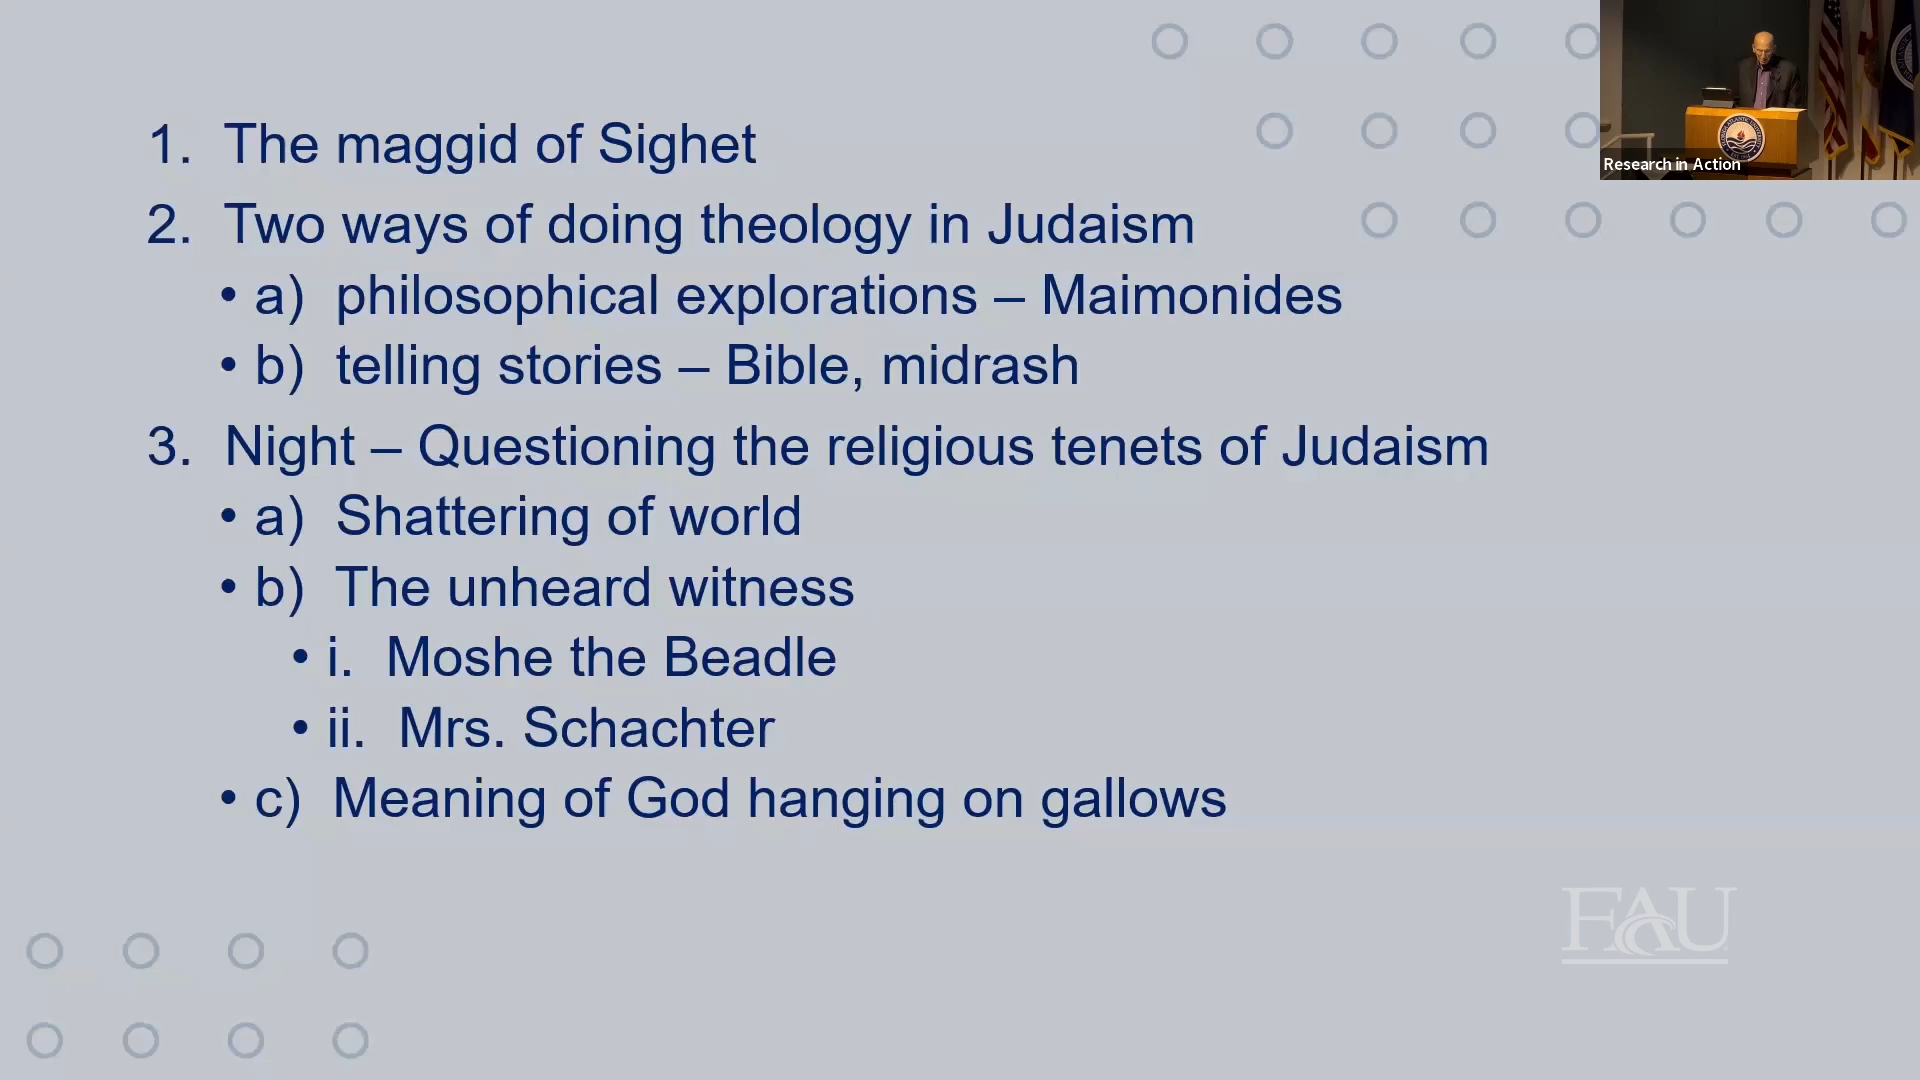 1. The maggid of Sighet
2. Two ways of doing theology in Judaism
• a) philosophical explorations – Maimonides
• b) telling stories – Bible, midrash
3. Night – Questioning the religious tenets of Judaism
• a) Shattering of world
• b) The unheard witness
• i. Moshe the Beadle
• ii. Mrs. Schachter
• c) Meaning of God hanging on gallows
Research in Action
FAU